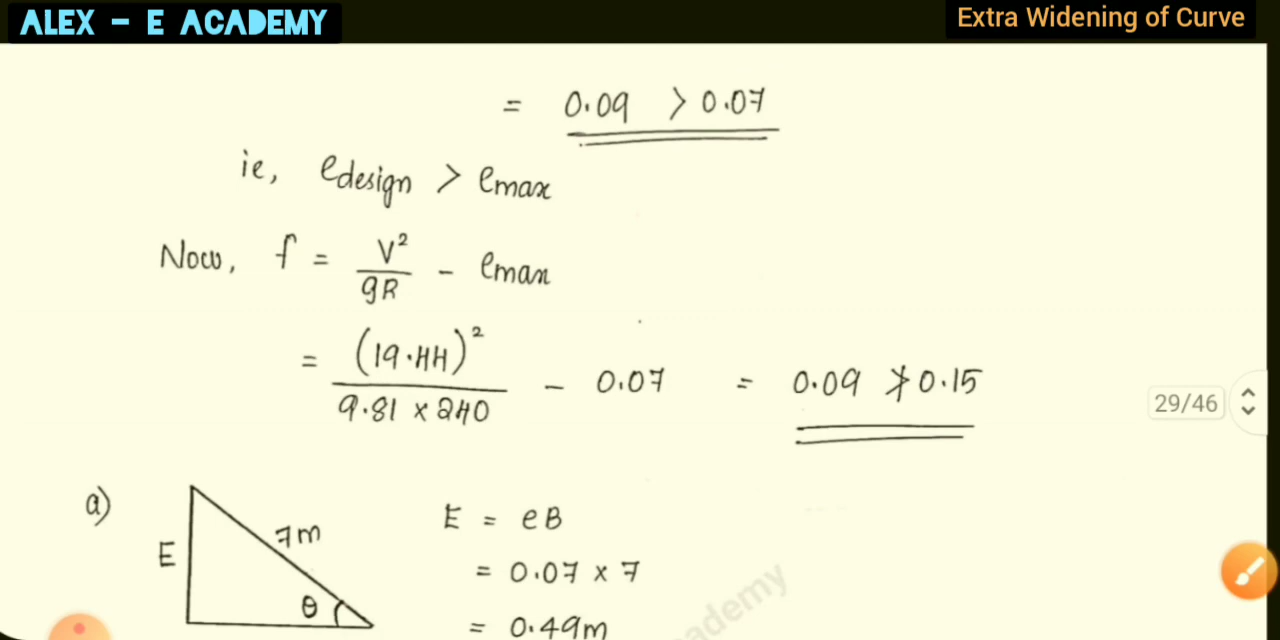 ALEX - E ACADEMY
Extra Widening of Curve
= 0.09 > 0.07
ie, edesign > emax
Now, f = V²/gR - emax
= (19.44)²/9.81 × 240 - 0.07 = 0.09 ≯ 0.15
29/46
a)
E
7m
θ
E = eB
= 0.07 × 7
= 0.49m
ademy